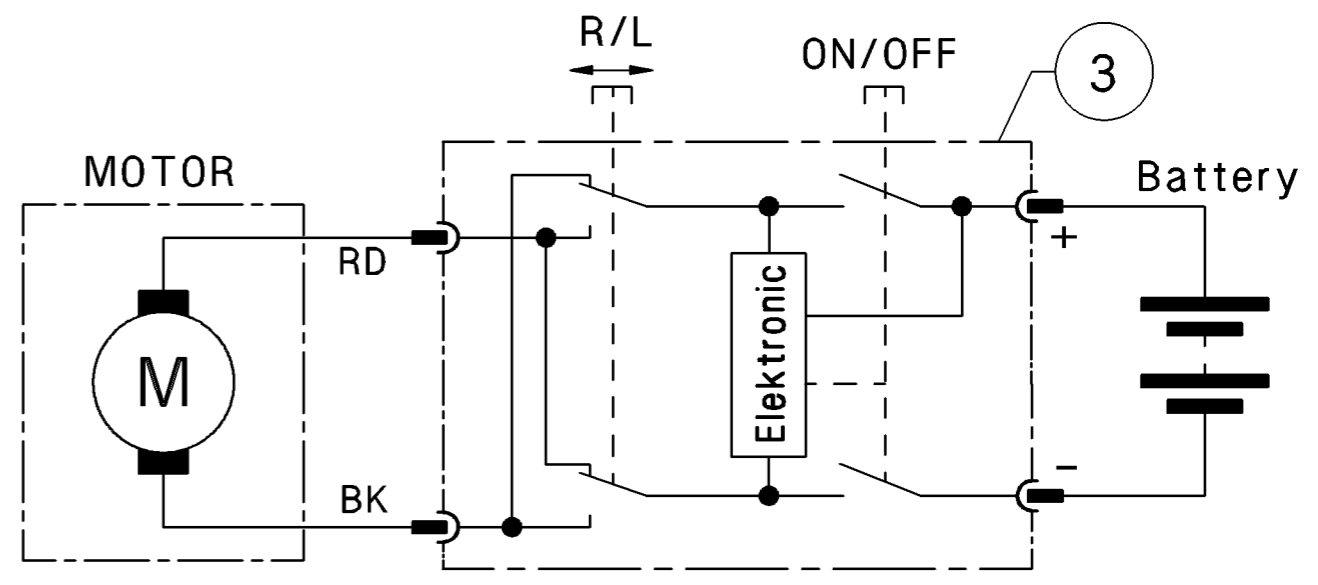 R/L
ON/OFF
3
MOTOR
Battery
RD
+
Elektronic
M
BK
-